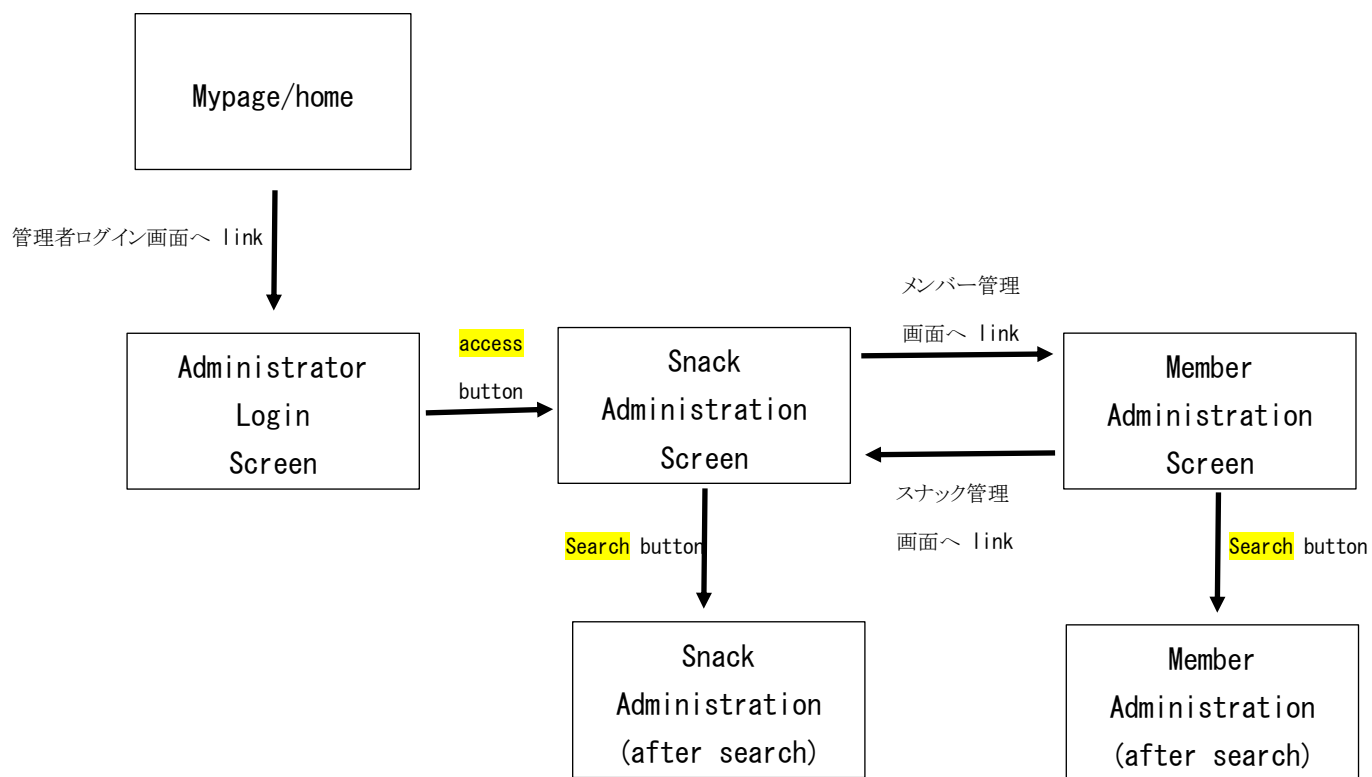 Mypage/home
管理者ログイン画面へ link
Administrator
Login
Screen
access
button
Snack
Administration
Screen
メンバー管理
画面へ link
スナック管理
画面へ link
Member
Administration
Screen
Search button
Search button
Snack
Administration
(after search)
Member
Administration
(after search)